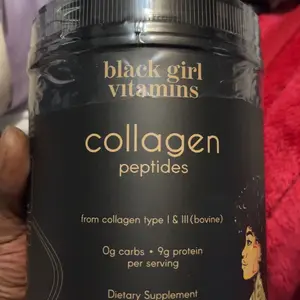 black girl
vitamins
collagen
peptides
from collagen type I & III (bovine)
0g carbs • 9g protein
per serving
Dietary Supplement